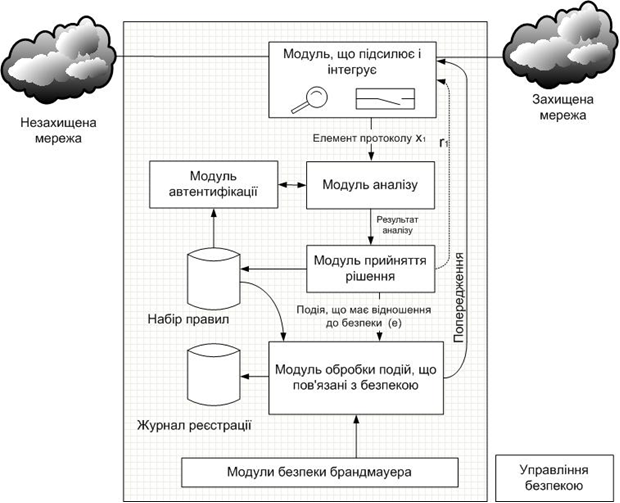 Модуль, що підсилює і
інтегрує
Незахищена
мережа
Захищена
мережа
Елемент протоколу x₁
r₁
Модуль
автентифікації
Модуль аналізу
Результат
аналізу
Модуль прийняття
рішення
Набір правил
Подія, що має відношення
до безпеки (e)
Попередження
Модуль обробки подій, що
пов'язані з безпекою
Журнал реєстрації
Модули безпеки брандмауера
Управління
безпекою